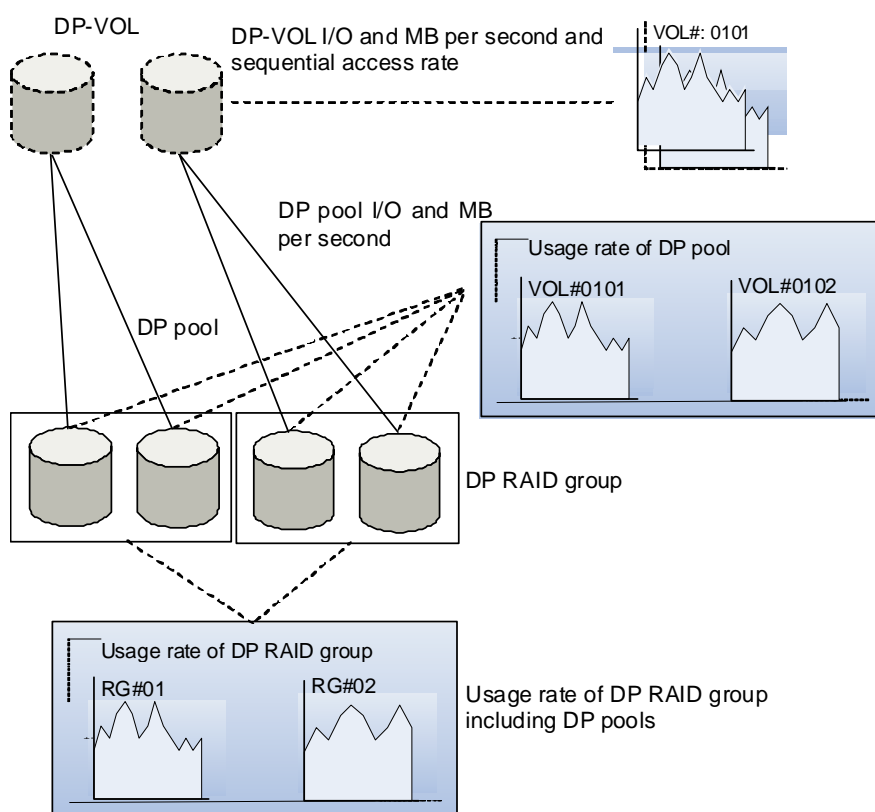 DP-VOL
DP-VOL I/O and MB per second and
sequential access rate
VOL#: 0101
DP pool I/O and MB
per second
Usage rate of DP pool
VOL#0101
VOL#0102
DP pool
DP RAID group
Usage rate of DP RAID group
RG#01
RG#02
Usage rate of DP RAID group
including DP pools